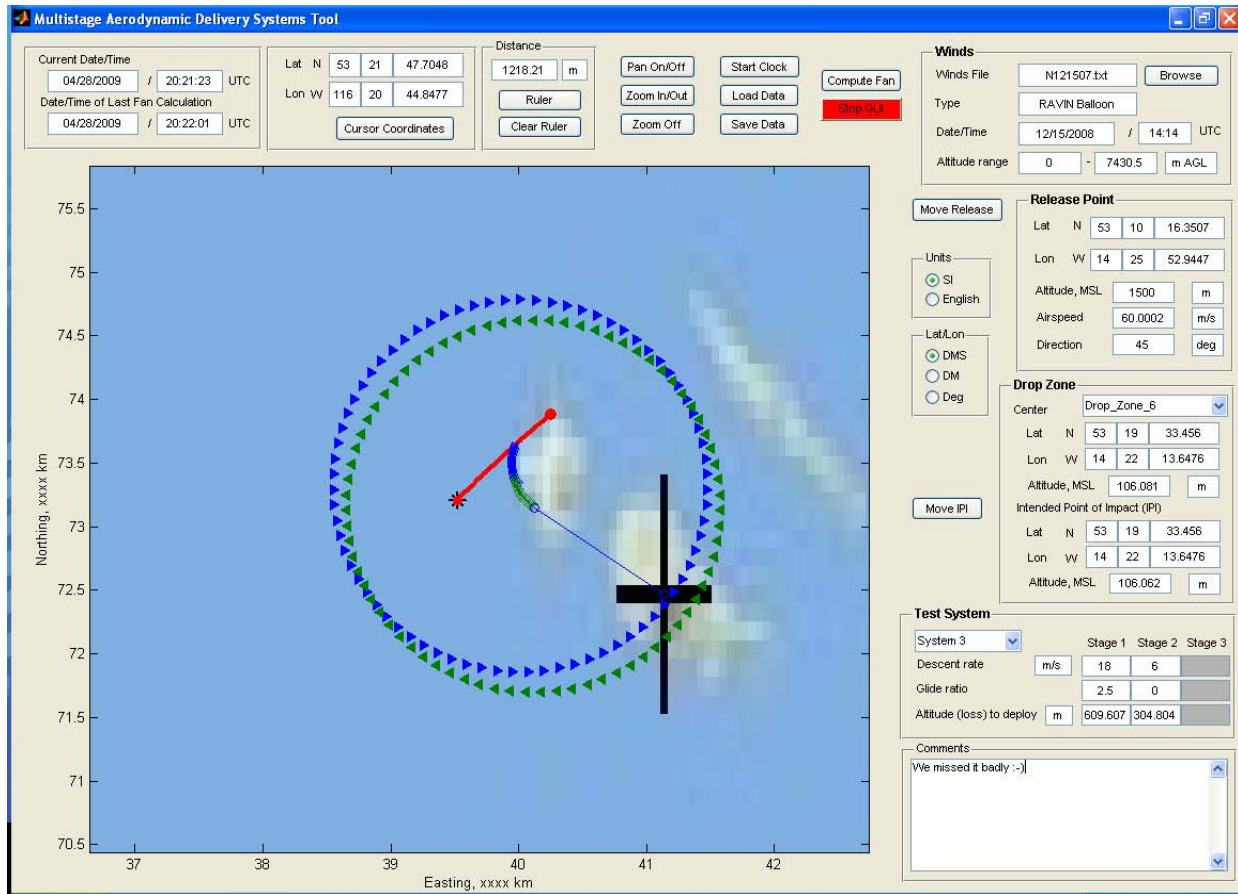 Multistage Aerodynamic Delivery Systems Tool
Current Date/Time
04/28/2009 / 20:21:23 UTC
Date/Time of Last Fan Calculation
04/28/2009 / 20:22:01 UTC
Lat N 53 21 47.7048
Lon W 116 20 44.8477
Cursor Coordinates
Distance
1218.21 m
Ruler
Clear Ruler
Pan On/Off
Zoom In/Out
Zoom Off
Start Clock
Load Data
Save Data
Compute Fan
Stop GUI
Winds
Winds File N121507.txt Browse
Type RAVIN Balloon
Date/Time 12/15/2008 / 14:14 UTC
Altitude range 0 - 7430.5 m AGL
Move Release
Release Point
Lat N 53 10 16.3507
Lon W 14 25 52.9447
Altitude, MSL 1500 m
Airspeed 60.0002 m/s
Direction 45 deg
Units
SI
English
Lat/Lon
DMS
DM
Deg
Drop Zone
Center Drop_Zone_6
Lat N 53 19 33.456
Lon W 14 22 13.6476
Altitude, MSL 106.081 m
Move IPI
Intended Point of Impact (IPI)
Lat N 53 19 33.456
Lon W 14 22 13.6476
Altitude, MSL 106.062 m
Test System
System 3
Stage 1 Stage 2 Stage 3
Descent rate m/s 18 6
Glide ratio 2.5 0
Altitude (loss) to deploy m 609.607 304.804
Comments
We missed it badly :-)
Northing, xxxx km
75.5
75
74.5
74
73.5
73
72.5
72
71.5
71
70.5
37 38 39 40 41 42
Easting, xxxx km